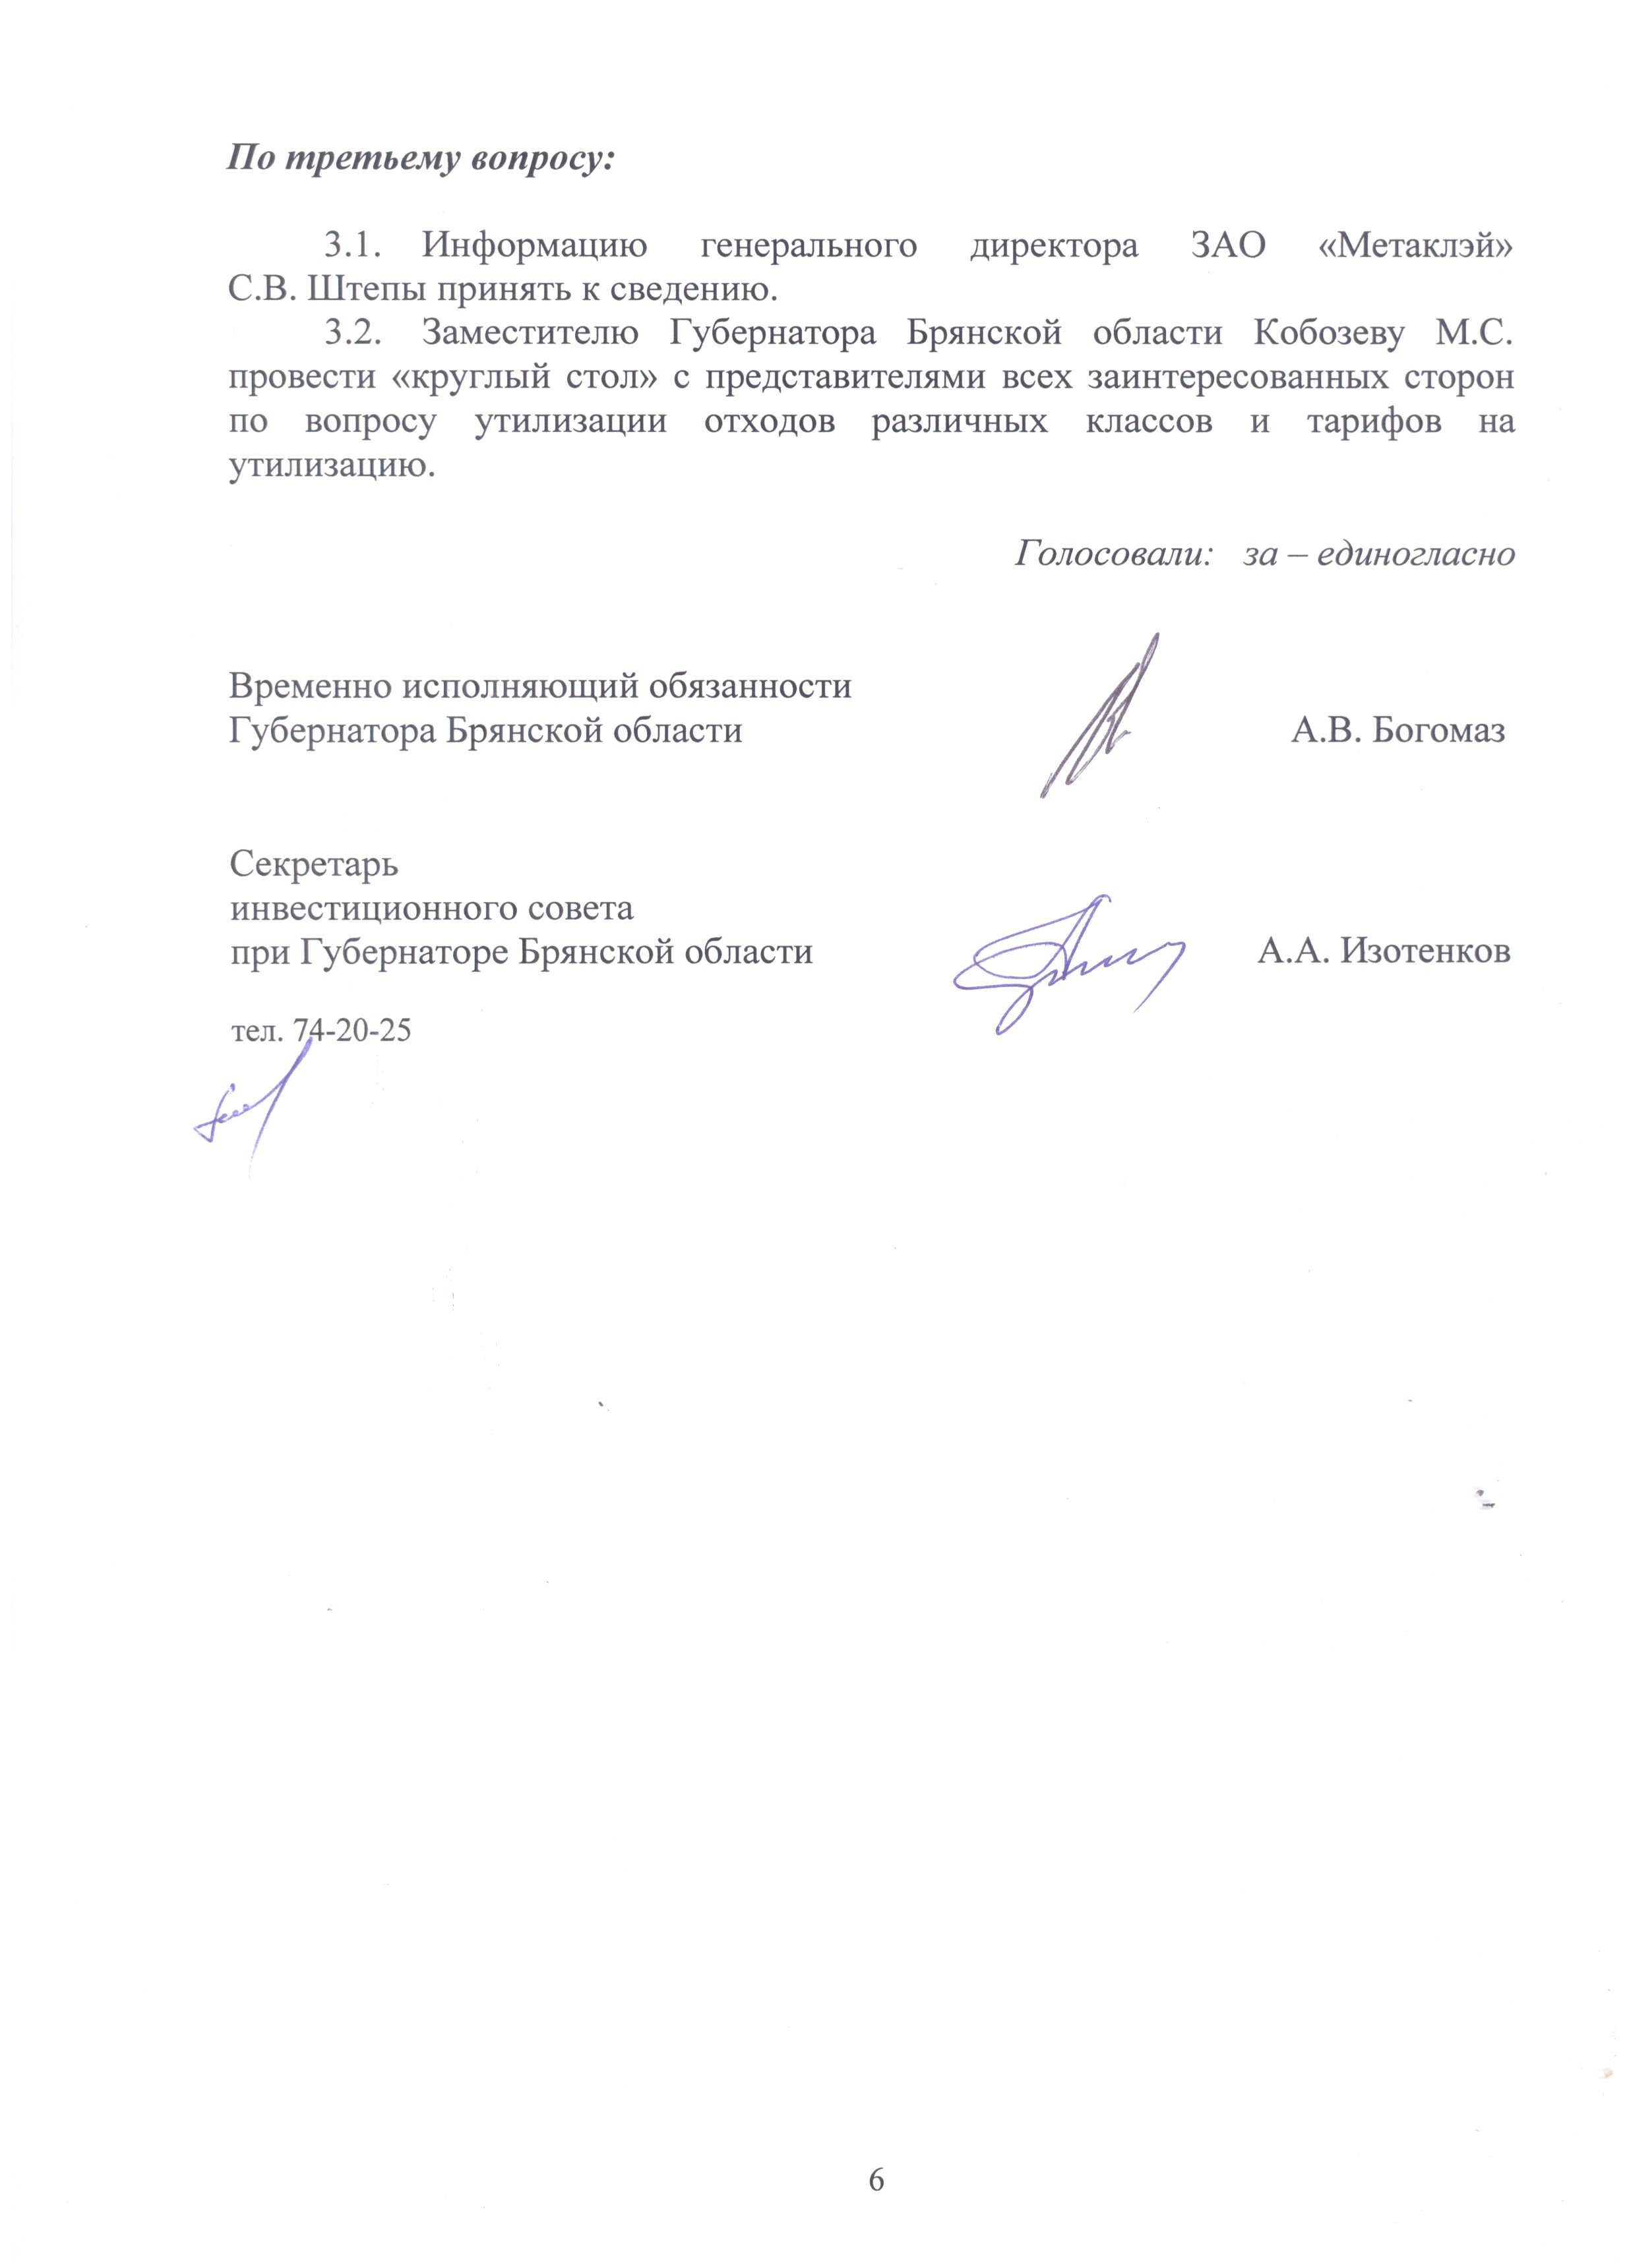 По третьему вопросу:
3.1. Информацию генерального директора ЗАО «Метаклэй»
С.В. Штепы принять к сведению.
3.2. Заместителю Губернатора Брянской области Кобозеву М.С.
провести «круглый стол» с представителями всех заинтересованных сторон
по вопросу утилизации отходов различных классов и тарифов на
утилизацию.
Голосовали: за – единогласно
Временно исполняющий обязанности
Губернатора Брянской области А.В. Богомаз
Секретарь
инвестиционного совета
при Губернаторе Брянской области А.А. Изотенков
тел. 74-20-25
6